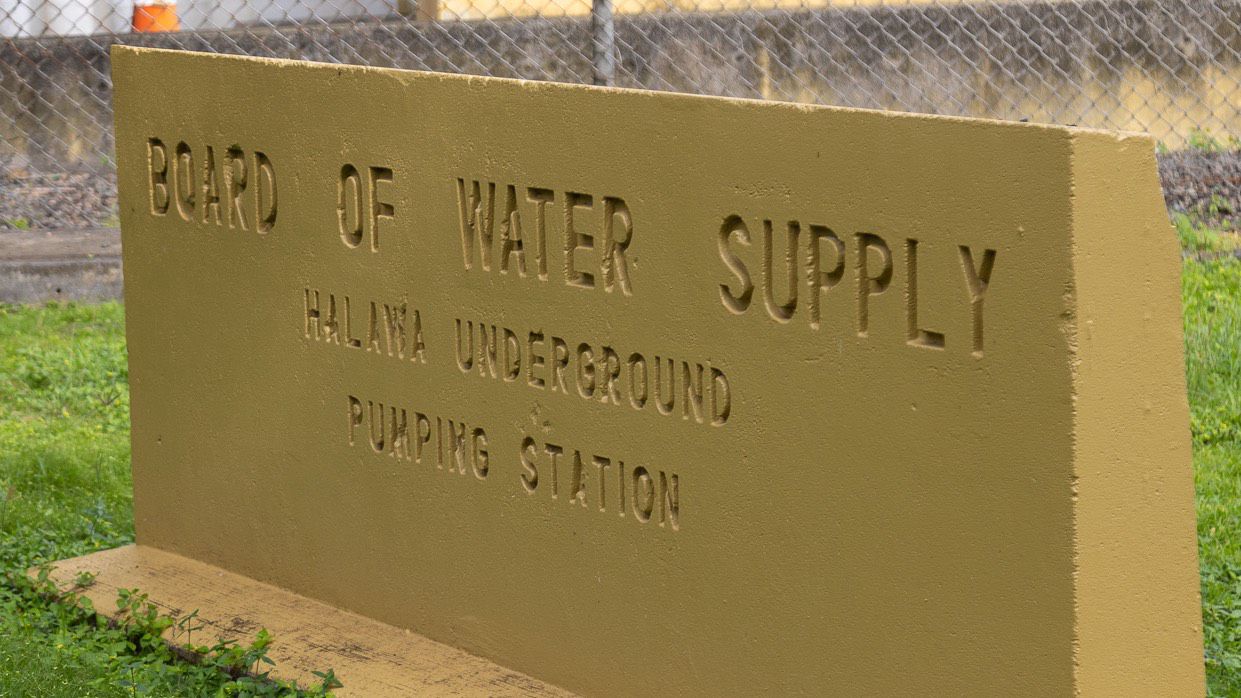 BOARD OF WATER SUPPLY
HALAWA UNDERGROUND
PUMPING STATION